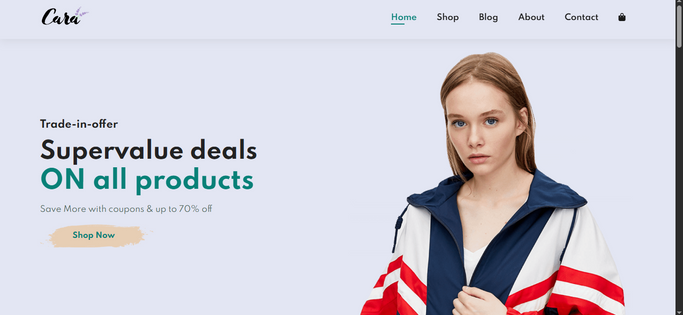 Cara
Home Shop Blog About Contact
Trade-in-offer
Supervalue deals
ON all products
Save More with coupons & up to 70% off
Shop Now